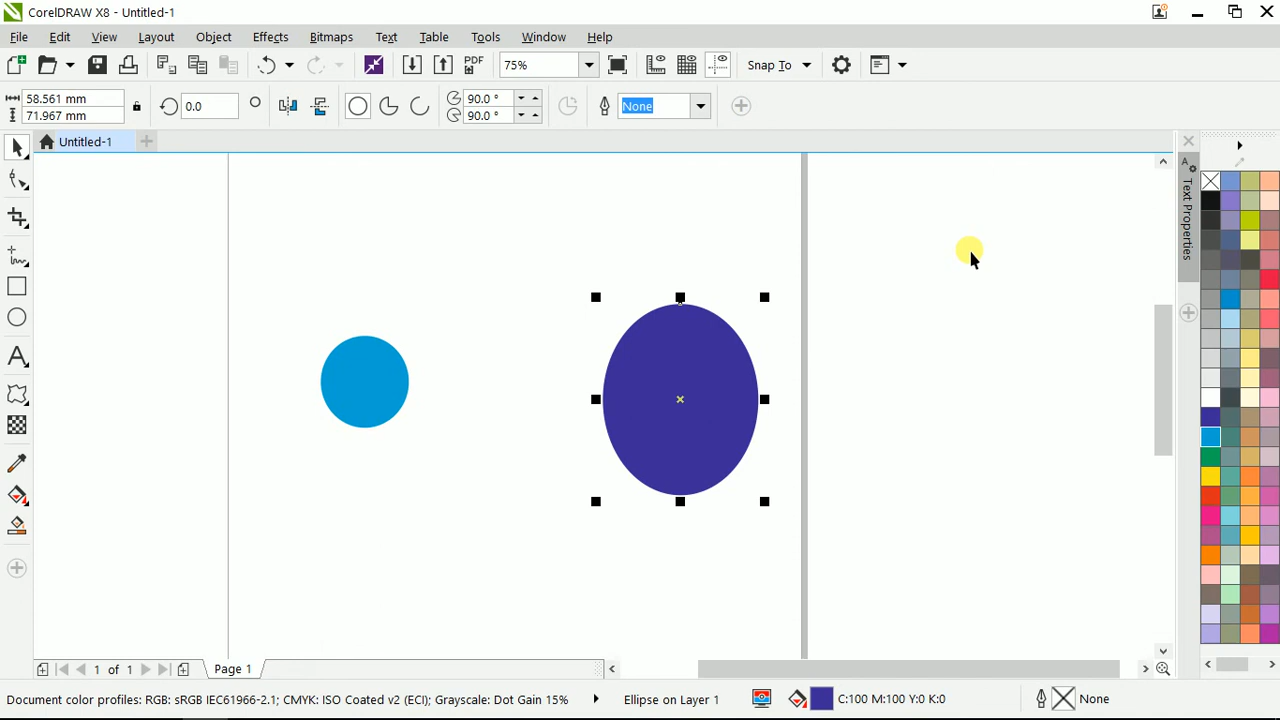 CorelDRAW X8 - Untitled-1
File Edit View Layout Object Effects Bitmaps Text Table Tools Window Help
PDF 75% Snap To
58.561 mm
71.967 mm
0.0
90.0 °
90.0 °
None
Untitled-1
Text Properties
1 of 1 Page 1
Document color profiles: RGB: sRGB IEC61966-2.1; CMYK: ISO Coated v2 (ECI); Grayscale: Dot Gain 15% Ellipse on Layer 1 C:100 M:100 Y:0 K:0 None